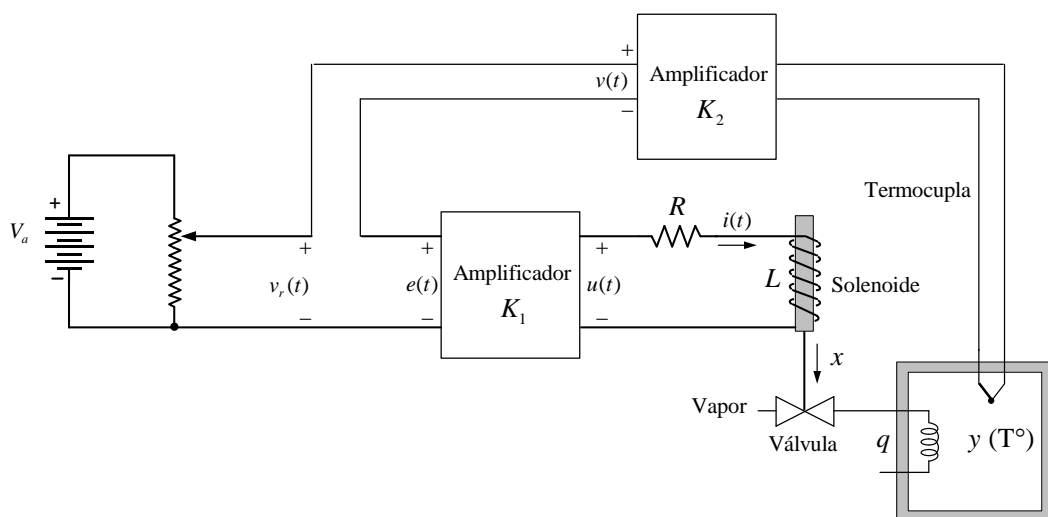 +
v(t)
−
Amplificador
K₂
Termocupla
+
Vₐ
−
+
vᵣ(t)
−
+
e(t)
−
Amplificador
K₁
+
u(t)
−
R
i(t)
L
Solenoide
x
Vapor
Válvula
q
y (T°)